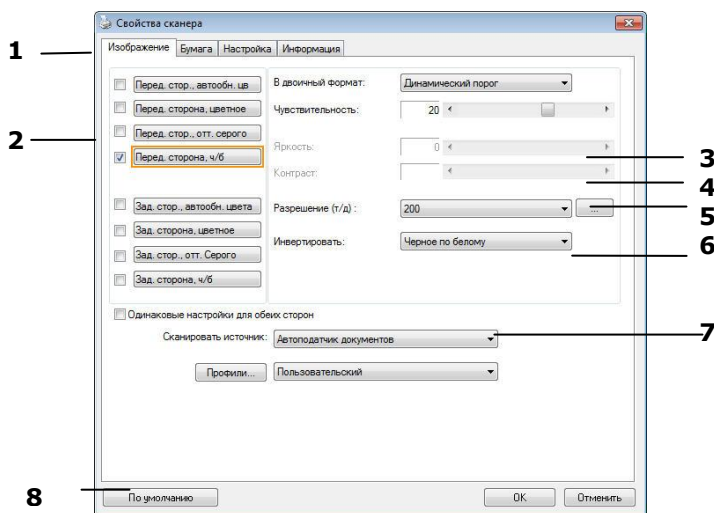 Свойства сканера
1
Изображение Бумага Настройка Информация
Перед. стор., автообн. цв
Перед. сторона, цветное
2
Перед. стор., отт. серого
Перед. сторона, ч/б
Зад. стор., автообн. цвета
Зад. сторона, цветное
Зад. стор., отт. Серого
Зад. сторона, ч/б
В двоичный формат: Динамический порог
Чувствительность: 20
Яркость: 0
3
Контраст:
4
Разрешение (т/д) : 200 ...
5
Инвертировать: Черное по белому
6
Одинаковые настройки для обеих сторон
Сканировать источник: Автоподатчик документов
7
Профили... Пользовательский
8
По умолчанию OK Отменить